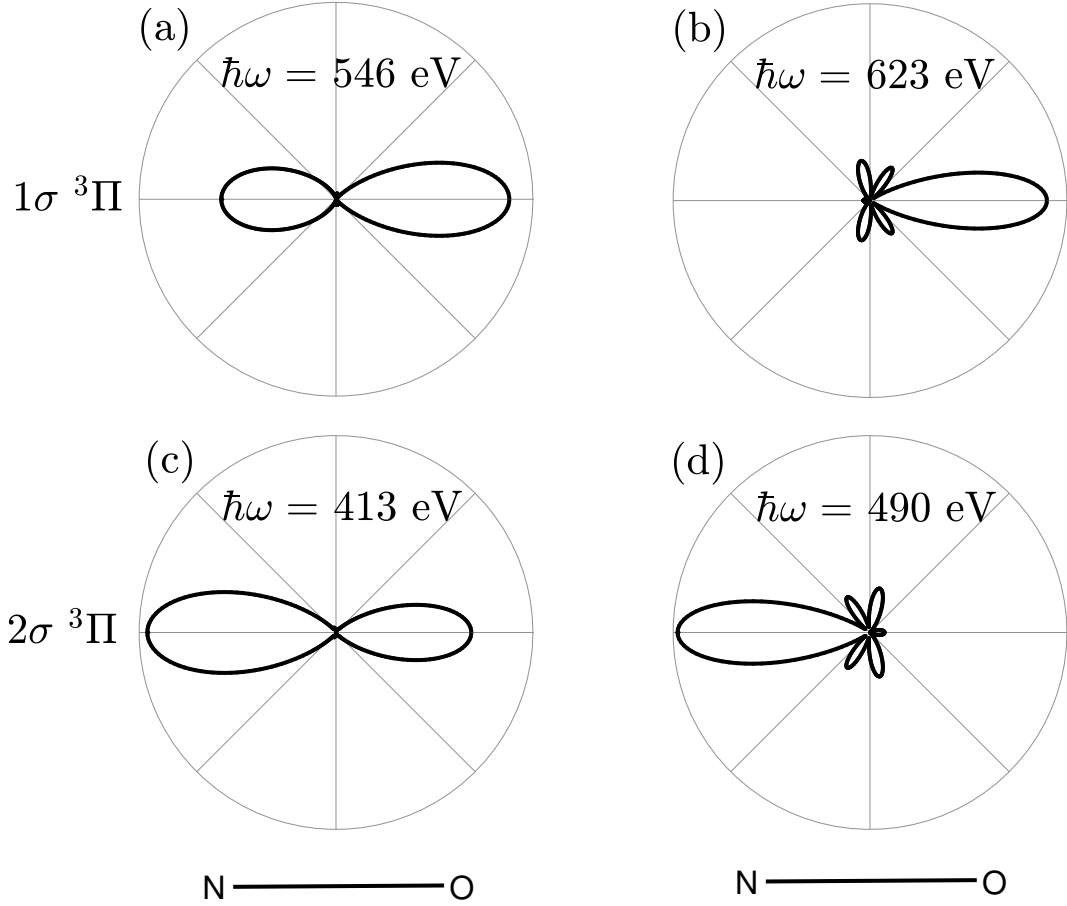 (a)
ħω = 546 eV
(b)
ħω = 623 eV
1σ ³Π
(c)
ħω = 413 eV
(d)
ħω = 490 eV
2σ ³Π
N O
N O